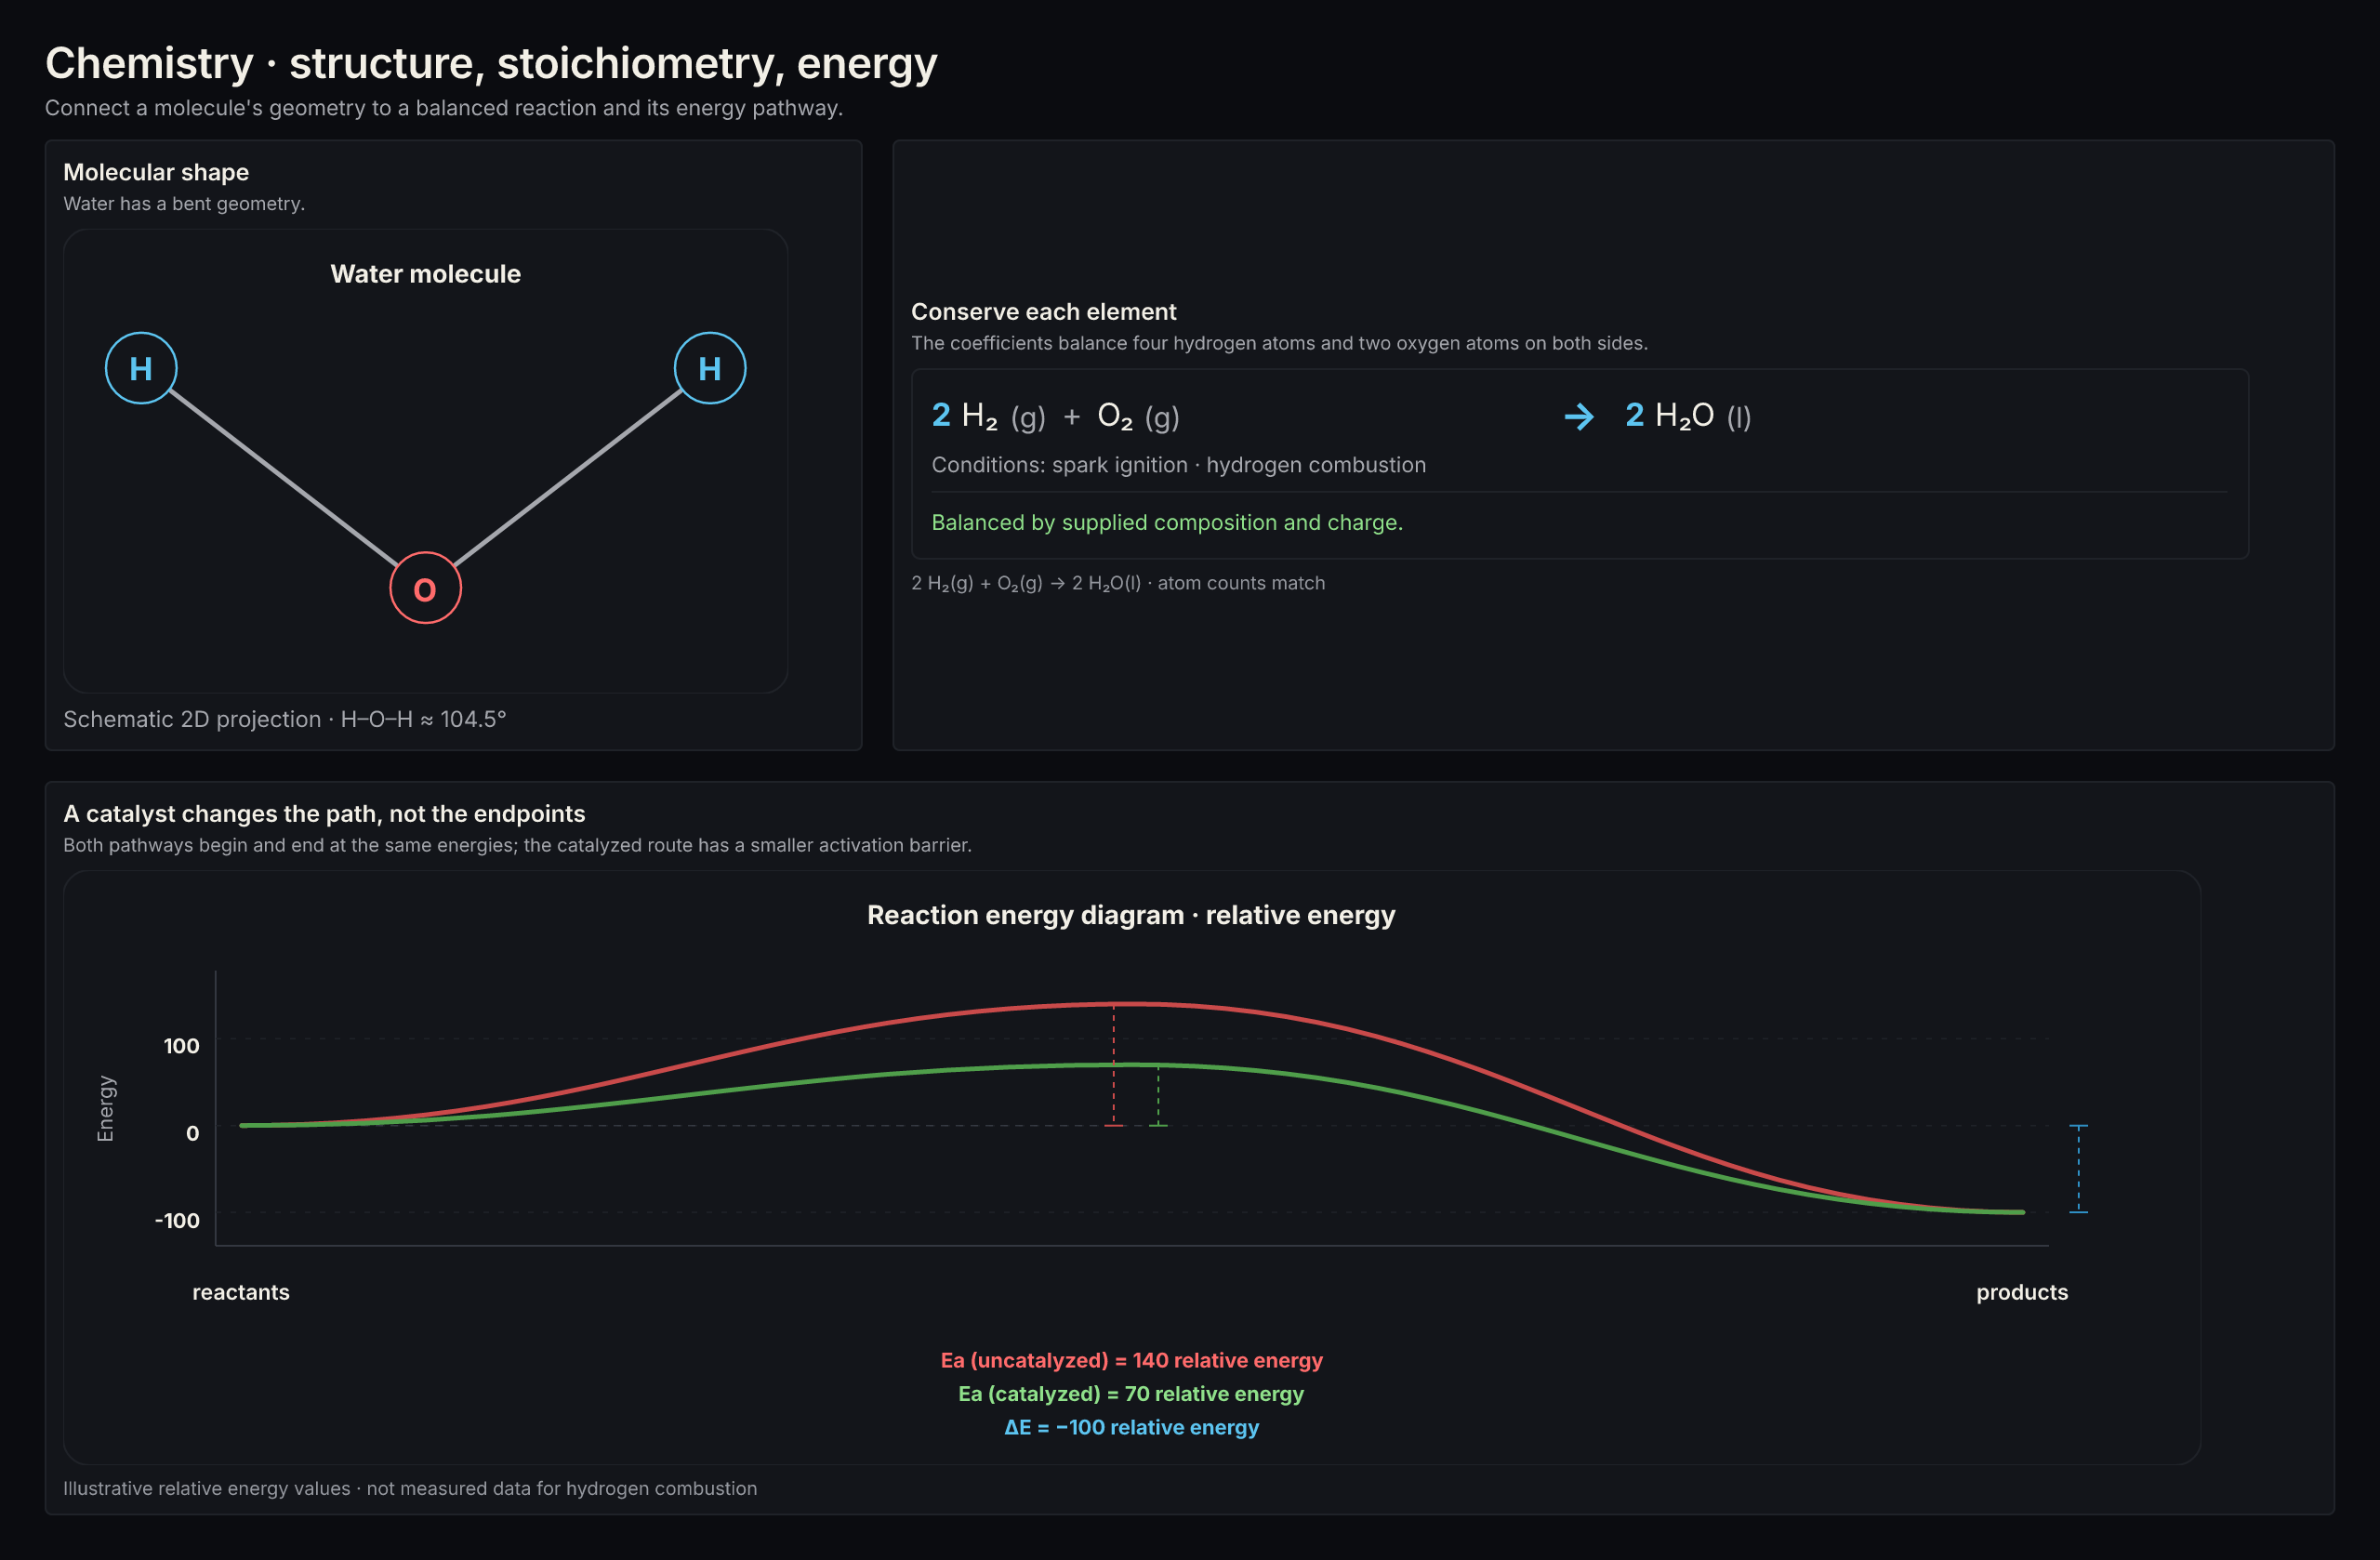 Chemistry · structure, stoichiometry, energy
Connect a molecule's geometry to a balanced reaction and its energy pathway.
Molecular shape
Water has a bent geometry.
Water molecule
H
H
O
Schematic 2D projection · H–O–H ≈ 104.5°
Conserve each element
The coefficients balance four hydrogen atoms and two oxygen atoms on both sides.
2 H₂ (g) + O₂ (g) → 2 H₂O (l)
Conditions: spark ignition · hydrogen combustion
Balanced by supplied composition and charge.
2 H₂(g) + O₂(g) → 2 H₂O(l) · atom counts match
A catalyst changes the path, not the endpoints
Both pathways begin and end at the same energies; the catalyzed route has a smaller activation barrier.
Reaction energy diagram · relative energy
Energy
100
0
-100
reactants
products
Ea (uncatalyzed) = 140 relative energy
Ea (catalyzed) = 70 relative energy
ΔE = −100 relative energy
Illustrative relative energy values · not measured data for hydrogen combustion